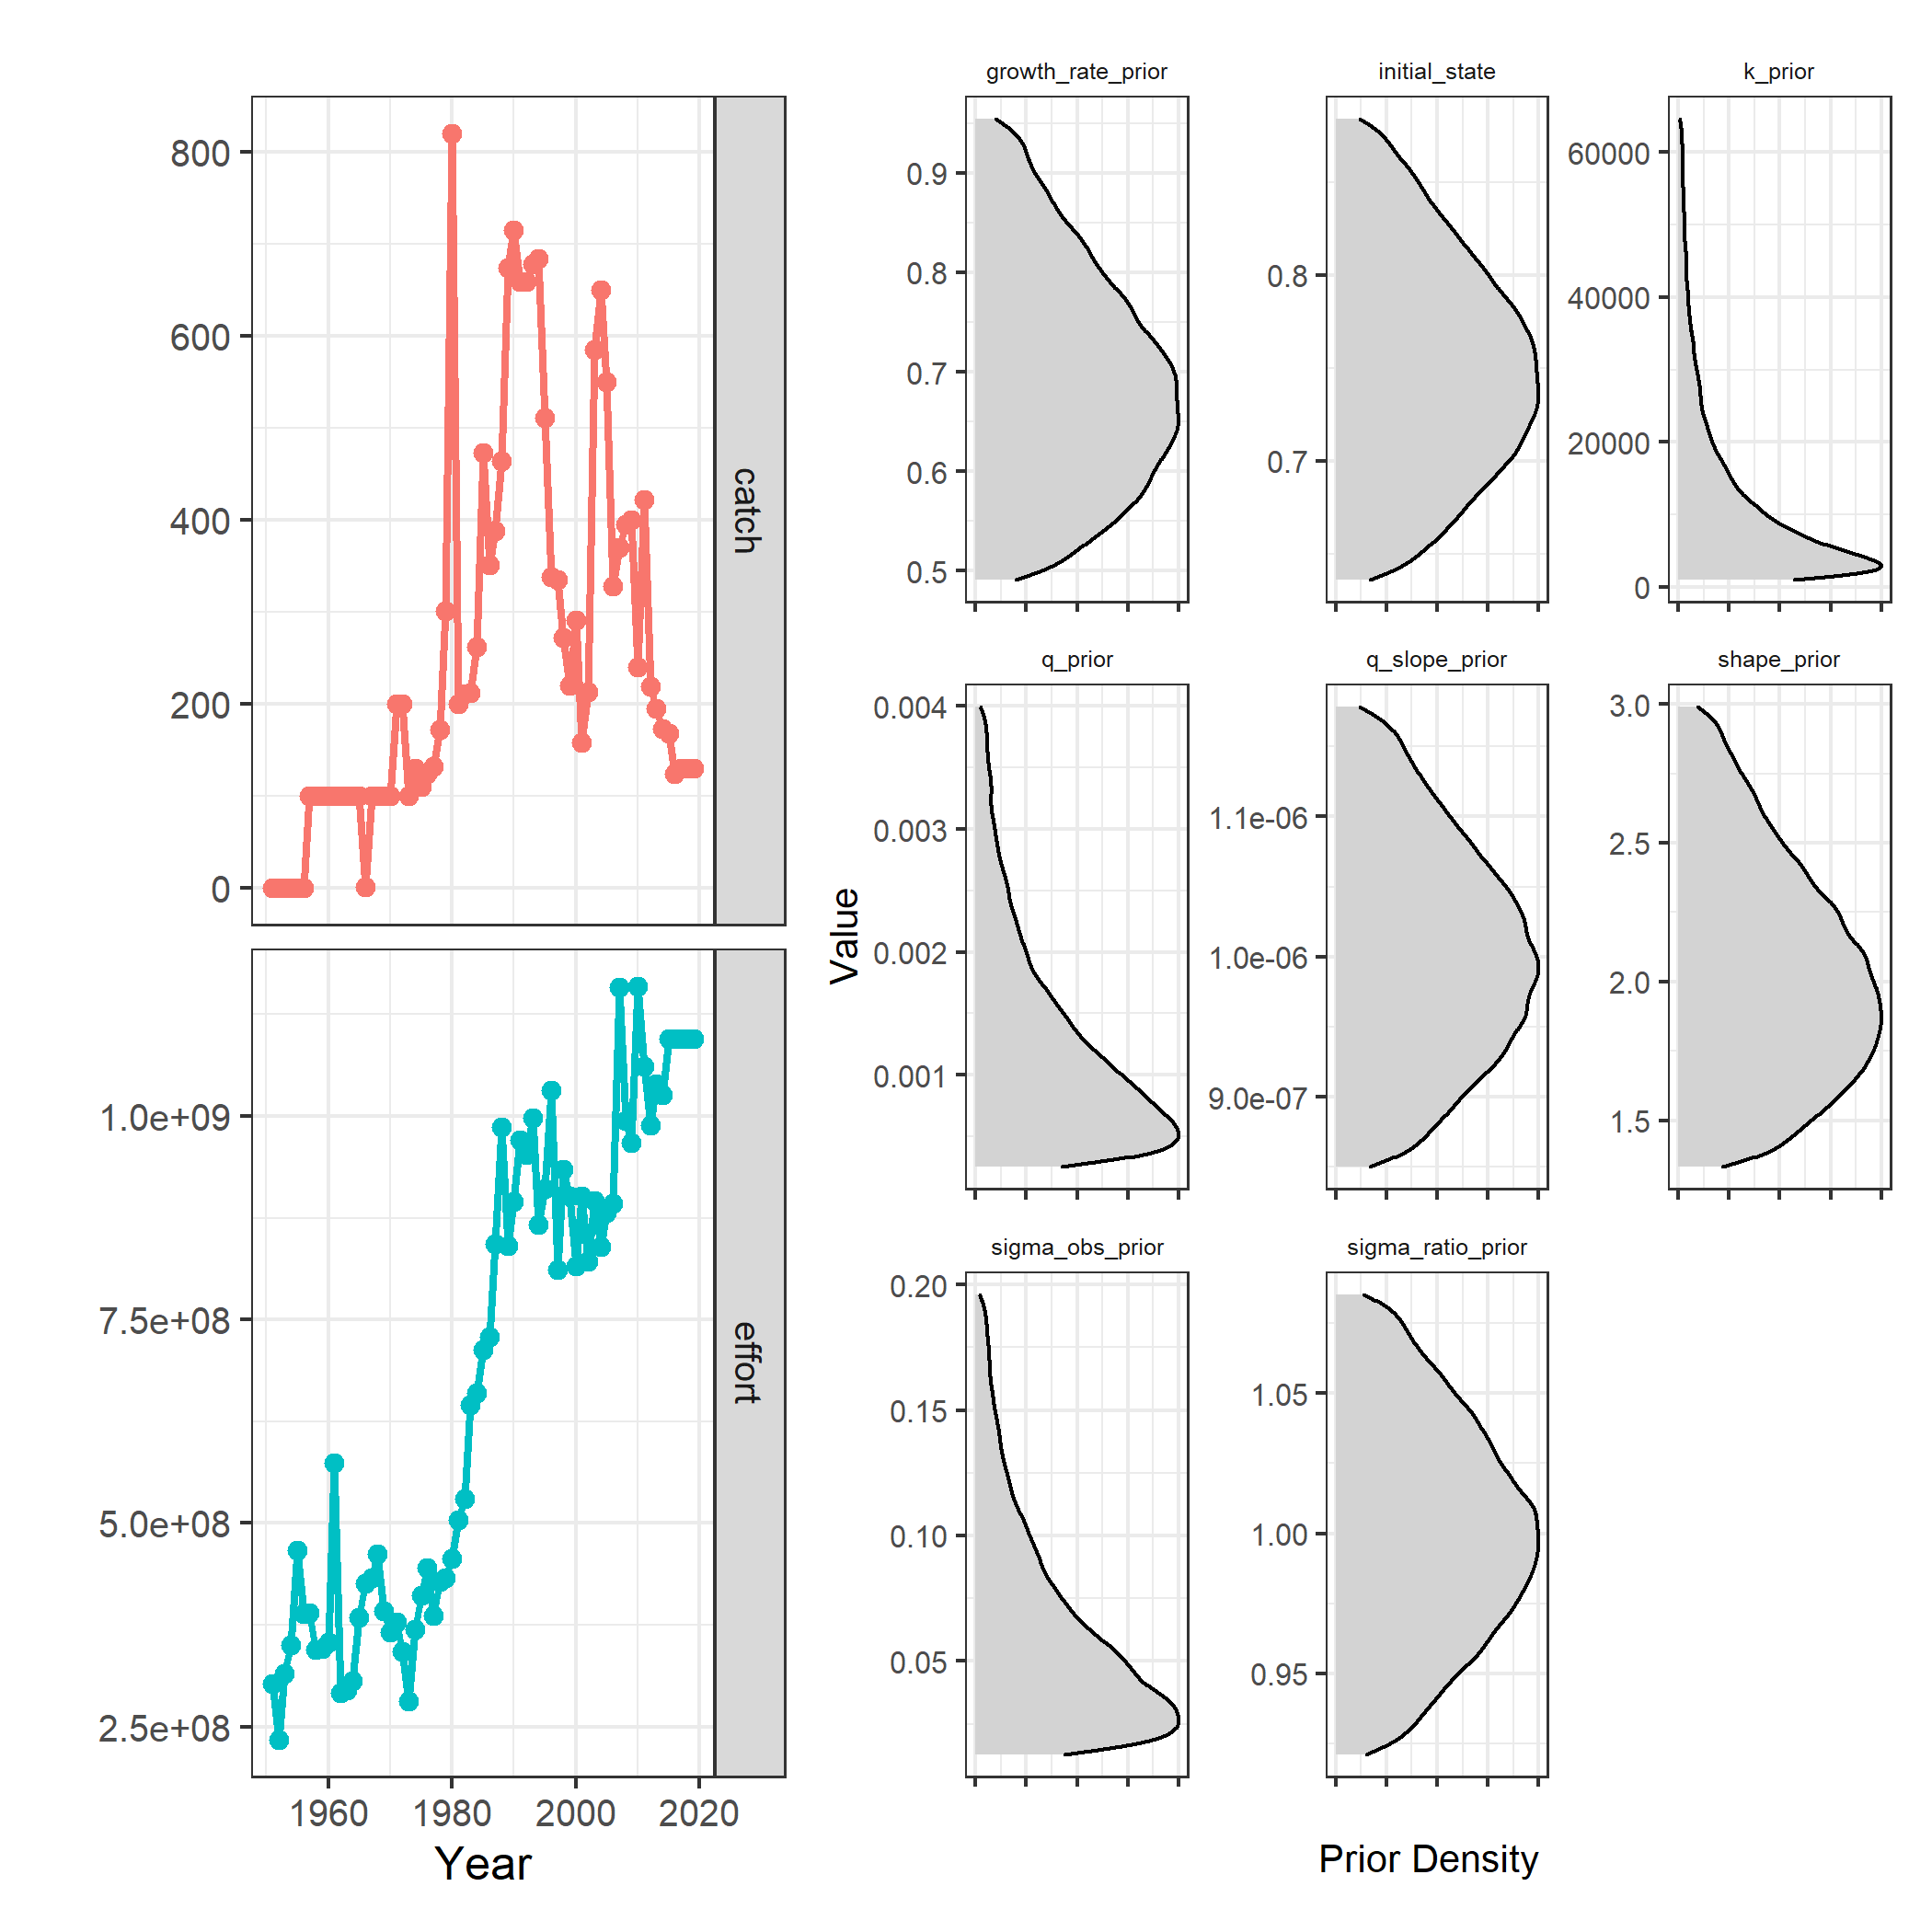 800
600
400
200
0
catch
1.0e+09
7.5e+08
5.0e+08
2.5e+08
effort
1960 1980 2000 2020
Year
Value
growth_rate_prior
0.9
0.8
0.7
0.6
0.5
initial_state
0.8
0.7
k_prior
60000
40000
20000
0
q_prior
0.004
0.003
0.002
0.001
q_slope_prior
1.1e-06
1.0e-06
9.0e-07
shape_prior
3.0
2.5
2.0
1.5
sigma_obs_prior
0.20
0.15
0.10
0.05
sigma_ratio_prior
1.05
1.00
0.95
Prior Density